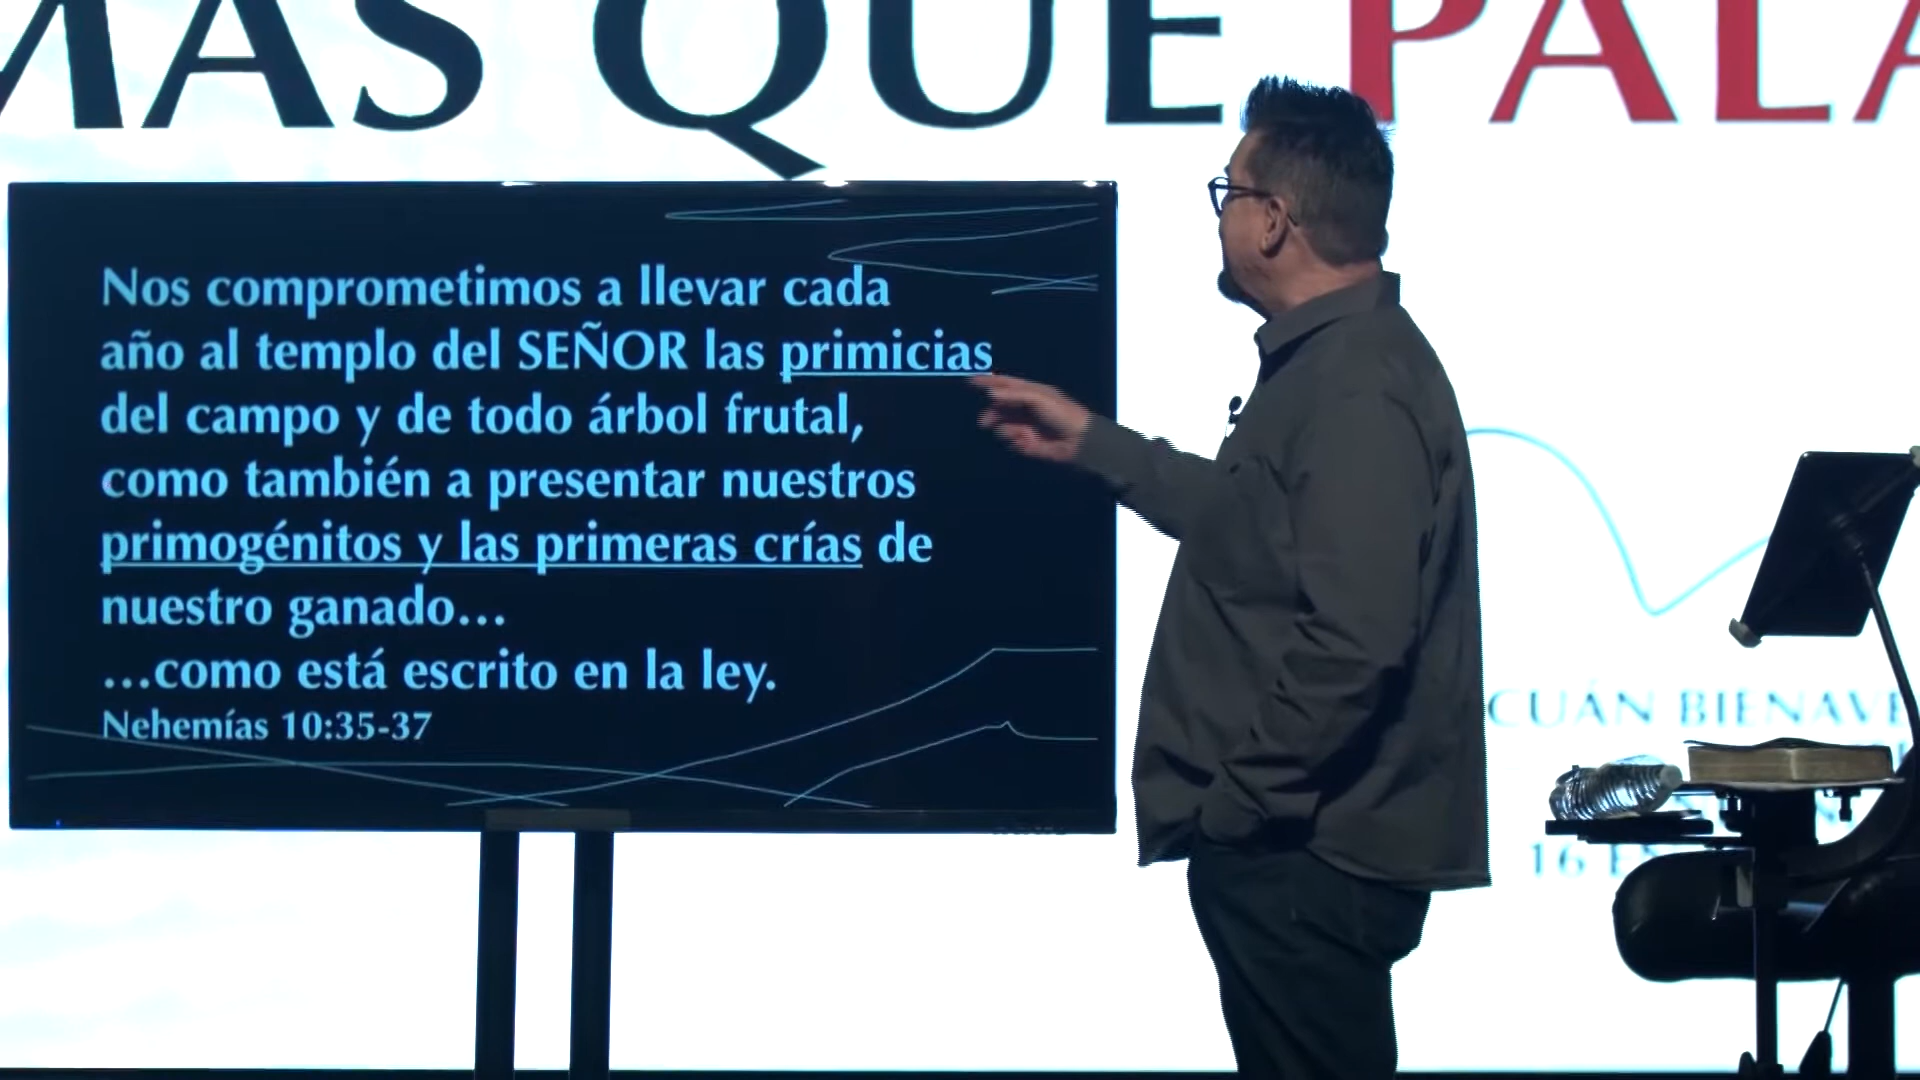 MAS QUE
Nos comprometimos a llevar cada
año al templo del SEÑOR las primicias
del campo y de todo árbol frutal,
como también a presentar nuestros
primogénitos y las primeras crías de
nuestro ganado…
…como está escrito en la ley.
Nehemías 10:35-37
CUÁN
16